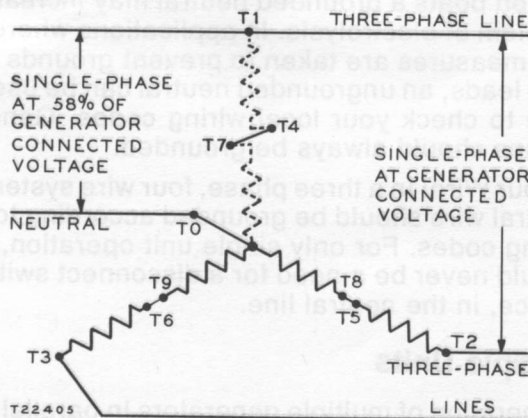 T1
THREE-PHASE LINE
SINGLE-PHASE
AT 58% OF
GENERATOR
CONNECTED
VOLTAGE
T4
T7
SINGLE-PHASE
AT GENERATOR
CONNECTED
VOLTAGE
NEUTRAL
T0
T9
T8
T6
T5
T3
T2
THREE-PHASE
LINES
T22405